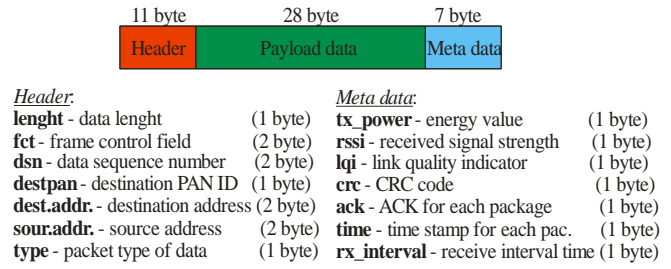 11 byte 28 byte 7 byte
Header Payload data Meta data
Header:
lenght - data lenght (1 byte)
fct - frame control field (2 byte)
dsn - data sequence number (2 byte)
destpan - destination PAN ID (1 byte)
dest.addr. - destination address (2 byte)
sour.addr. - source address (2 byte)
type - packet type of data (1 byte)
Meta data:
tx_power - energy value (1 byte)
rssi - received signal strength (1 byte)
lqi - link quality indicator (1 byte)
crc - CRC code (1 byte)
ack - ACK for each package (1 byte)
time - time stamp for each pac. (1 byte)
rx_interval - receive interval time (1 byte)